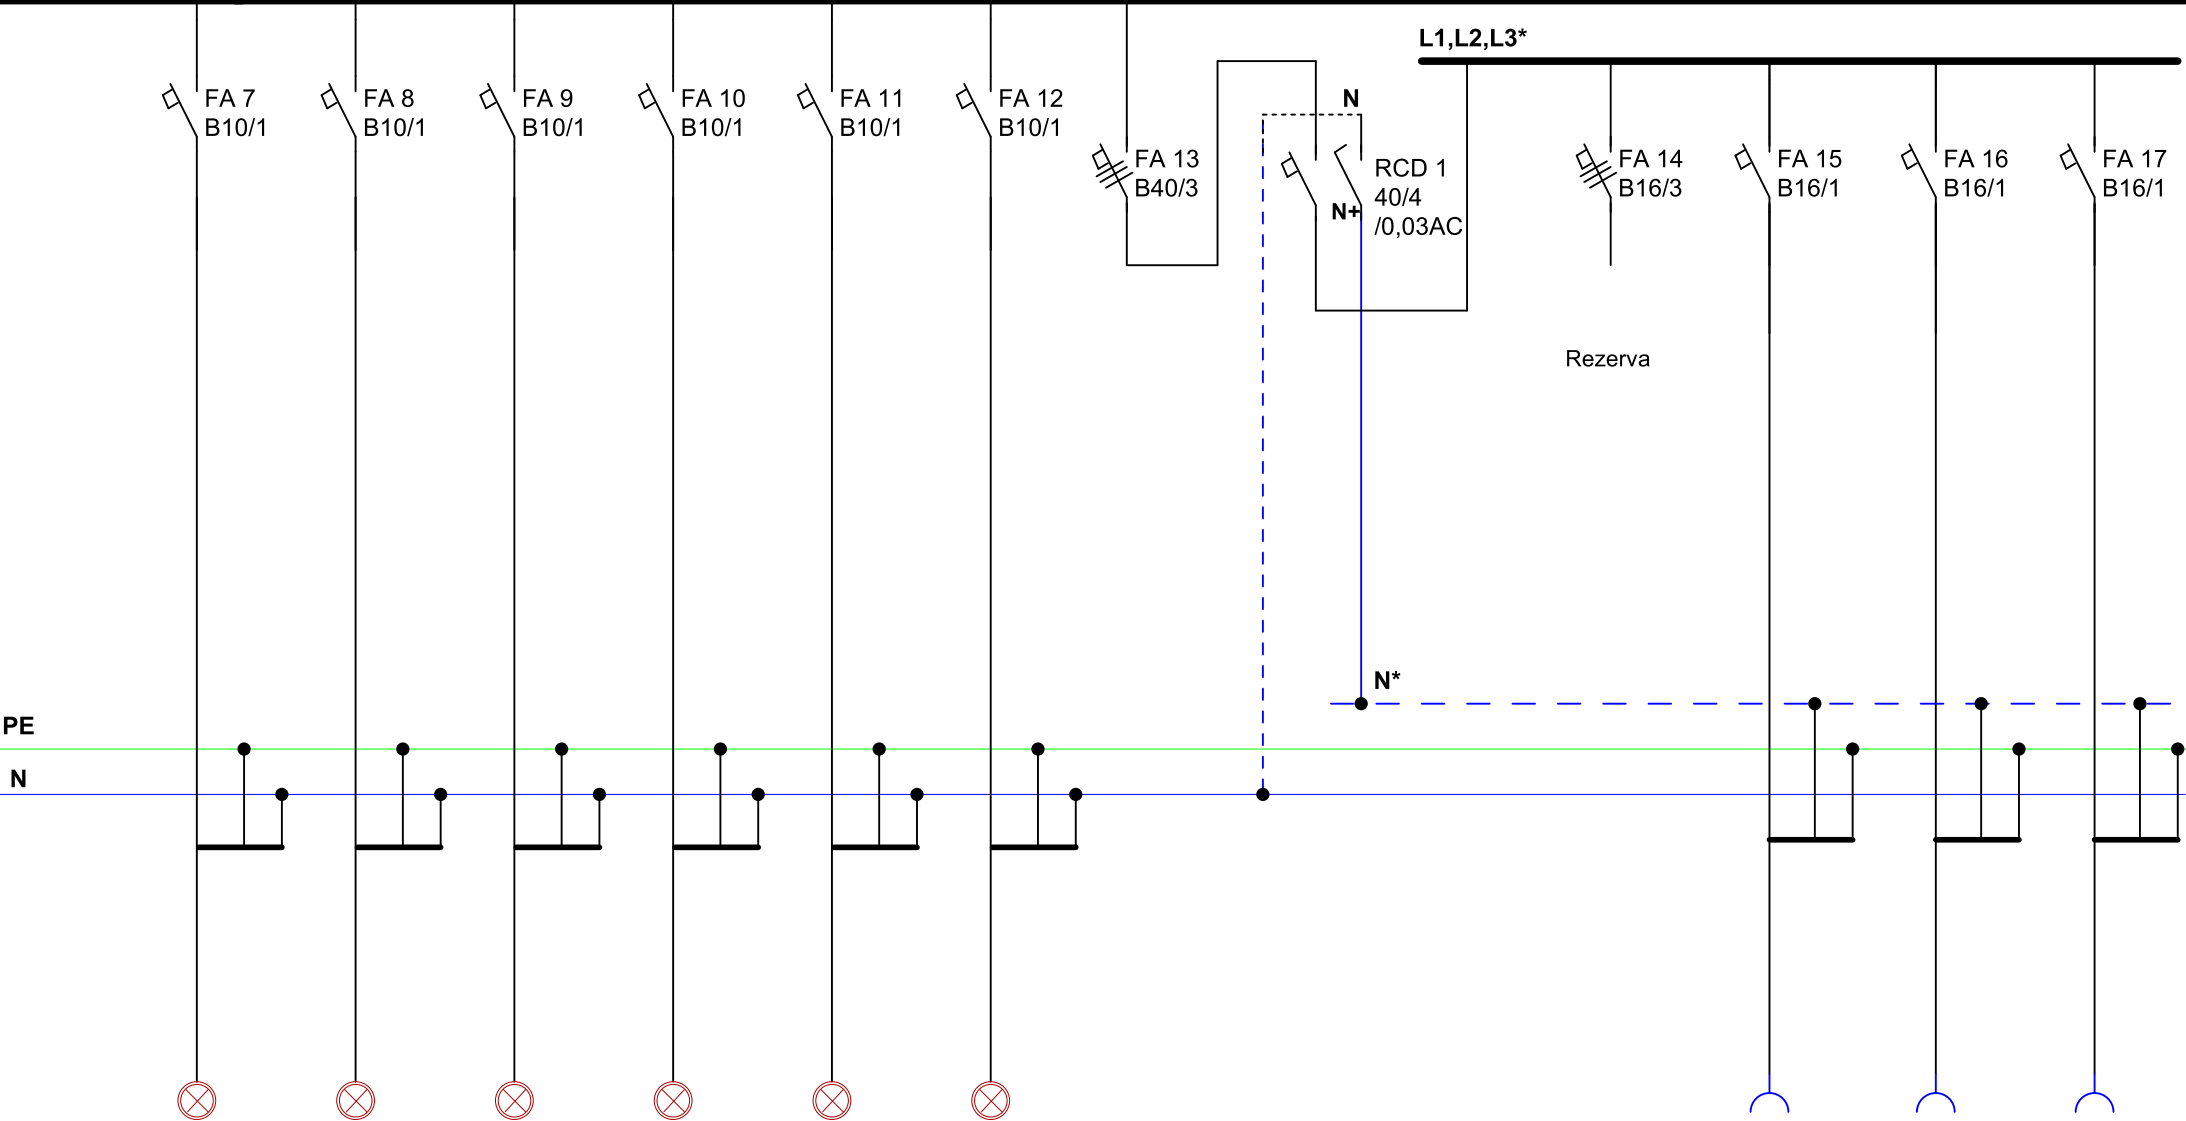 L1,L2,L3*
FA 7
B10/1
FA 8
B10/1
FA 9
B10/1
FA 10
B10/1
FA 11
B10/1
FA 12
B10/1
FA 13
B40/3
N
RCD 1
40/4
/0,03AC
N+
FA 14
B16/3
FA 15
B16/1
FA 16
B16/1
FA 17
B16/1
Rezerva
N*
PE
N